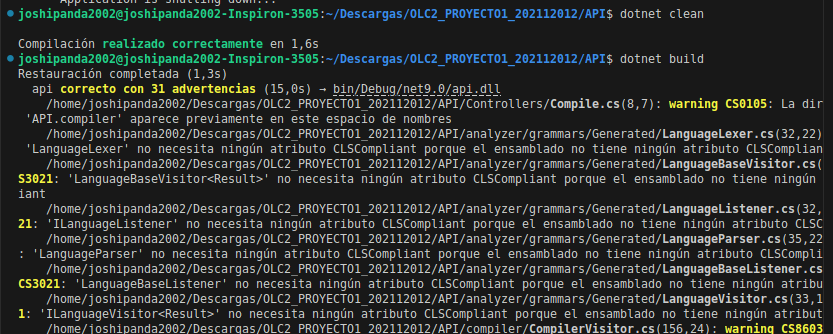 Application is shutting down...
joshipanda2002@joshipanda2002-Inspiron-3505:~/Descargas/OLC2_PROYECTO1_202112012/API$ dotnet clean
Compilación realizado correctamente en 1,6s
joshipanda2002@joshipanda2002-Inspiron-3505:~/Descargas/OLC2_PROYECTO1_202112012/API$ dotnet build
Restauración completada (1,3s)
api correcto con 31 advertencias (15,0s) → bin/Debug/net9.0/api.dll
/home/joshipanda2002/Descargas/OLC2_PROYECTO1_202112012/API/Controllers/Compile.cs(8,7): warning CS0105: La dir
'API.compiler' aparece previamente en este espacio de nombres
/home/joshipanda2002/Descargas/OLC2_PROYECTO1_202112012/API/analyzer/grammars/Generated/LanguageLexer.cs(32,22)
'LanguageLexer' no necesita ningún atributo CLSCompliant porque el ensamblado no tiene ningún atributo CLSCompli
/home/joshipanda2002/Descargas/OLC2_PROYECTO1_202112012/API/analyzer/grammars/Generated/LanguageBaseVisitor.cs(
S3021: 'LanguageBaseVisitor<Result>' no necesita ningún atributo CLSCompliant porque el ensamblado no tiene ningún
iant
/home/joshipanda2002/Descargas/OLC2_PROYECTO1_202112012/API/analyzer/grammars/Generated/LanguageListener.cs(32,
21: 'ILanguageListener' no necesita ningún atributo CLSCompliant porque el ensamblado no tiene ningún atributo CLSC
/home/joshipanda2002/Descargas/OLC2_PROYECTO1_202112012/API/analyzer/grammars/Generated/LanguageParser.cs(35,22
: 'LanguageParser' no necesita ningún atributo CLSCompliant porque el ensamblado no tiene ningún atributo CLSCompli
/home/joshipanda2002/Descargas/OLC2_PROYECTO1_202112012/API/analyzer/grammars/Generated/LanguageBaseListener.cs
CS3021: 'LanguageBaseListener' no necesita ningún atributo CLSCompliant porque el ensamblado no tiene ningún atribut
/home/joshipanda2002/Descargas/OLC2_PROYECTO1_202112012/API/analyzer/grammars/Generated/LanguageVisitor.cs(33,1
1: 'ILanguageVisitor<Result>' no necesita ningún atributo CLSCompliant porque el ensamblado no tiene ningún atribut
/home/joshipanda2002/Descargas/OLC2_PROYECTO1_202112012/API/compiler/CompilerVisitor.cs(156,24): warning CS8603